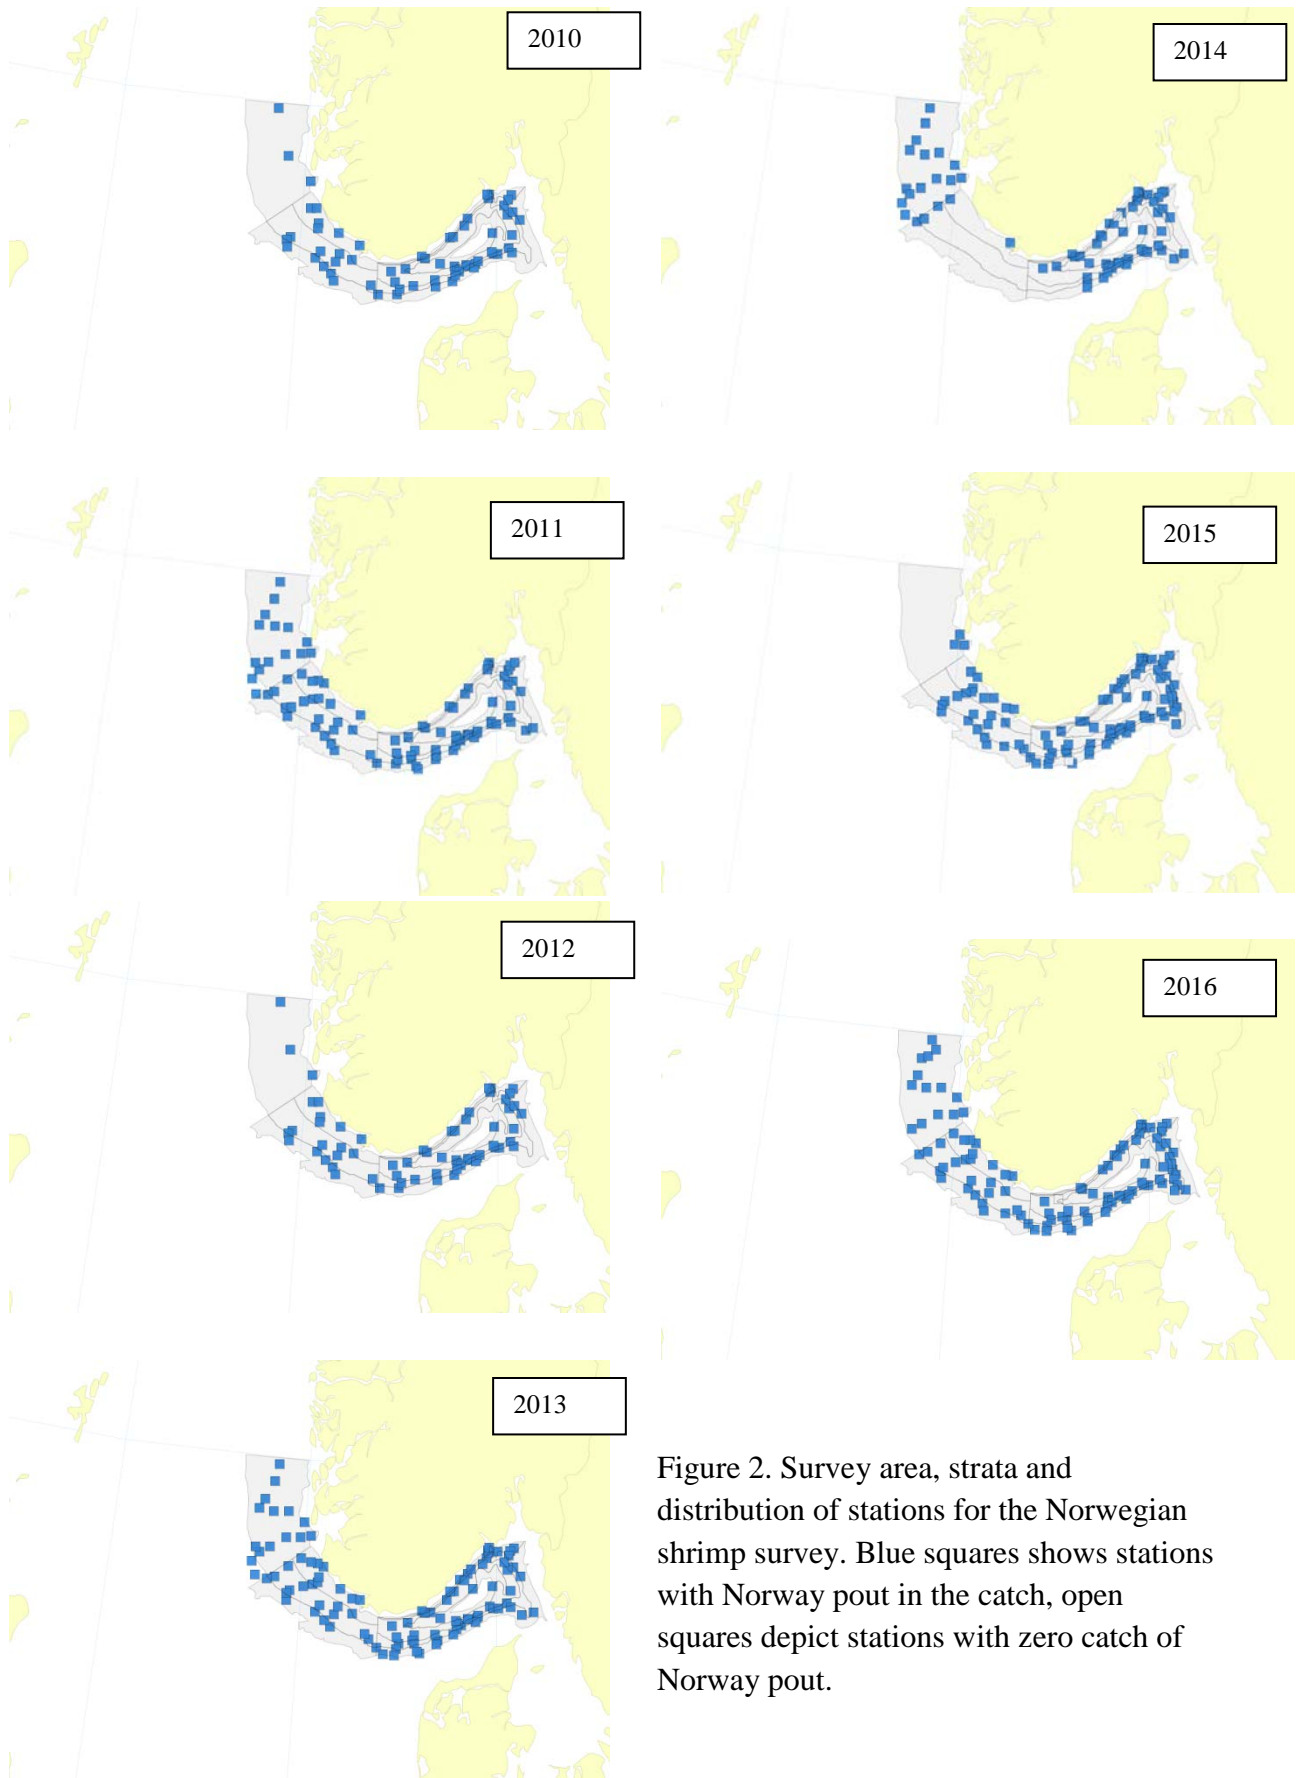 2010
2014
2011
2015
2012
2016
2013
Figure 2. Survey area, strata and
distribution of stations for the Norwegian
shrimp survey. Blue squares shows stations
with Norway pout in the catch, open
squares depict stations with zero catch of
Norway pout.